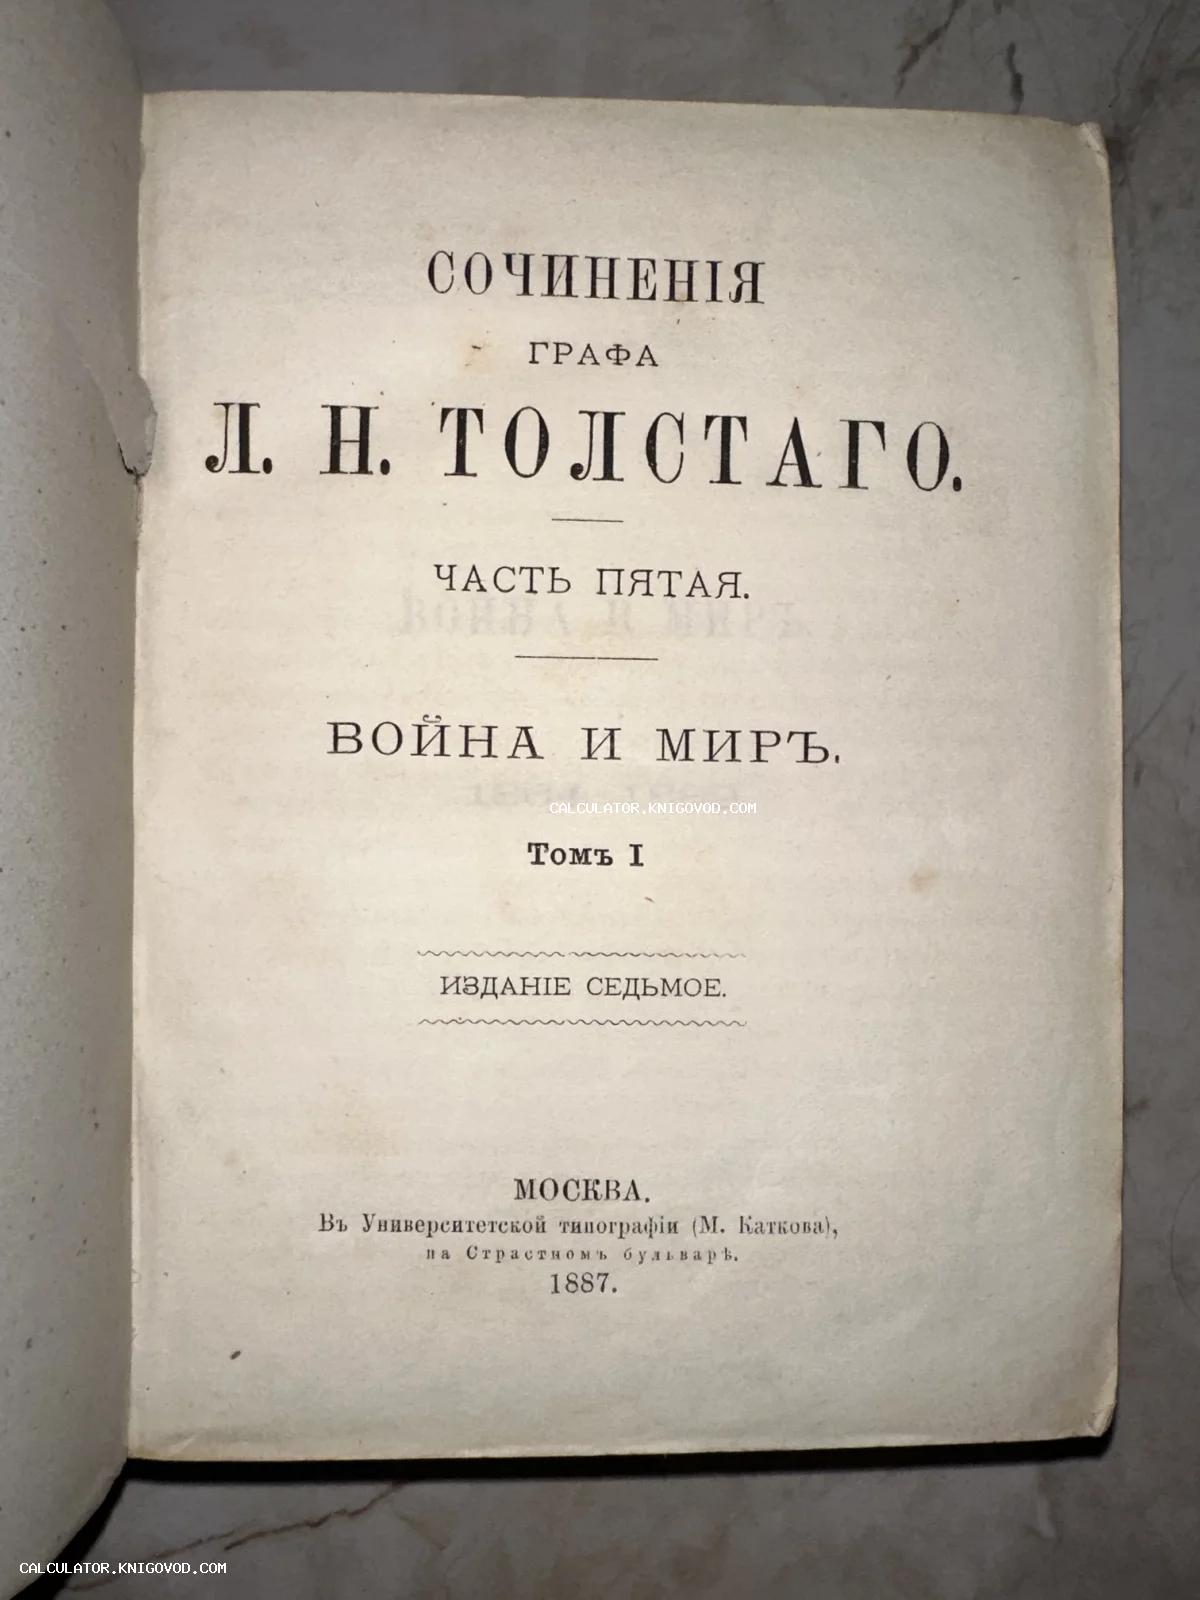 СОЧИНЕНІЯ
ГРАФА
Л. Н. ТОЛСТАГО.
ЧАСТЬ ПЯТАЯ.
ВОЙНА И МИРЪ.
CALCULATOR.KNIGOVOD.COM
Томъ I
ИЗДАНІЕ СЕДЬМОЕ.
МОСКВА.
Въ Университетской типографіи (М. Каткова),
на Страстномъ бульварѣ.
1887.
CALCULATOR.KNIGOVOD.COM